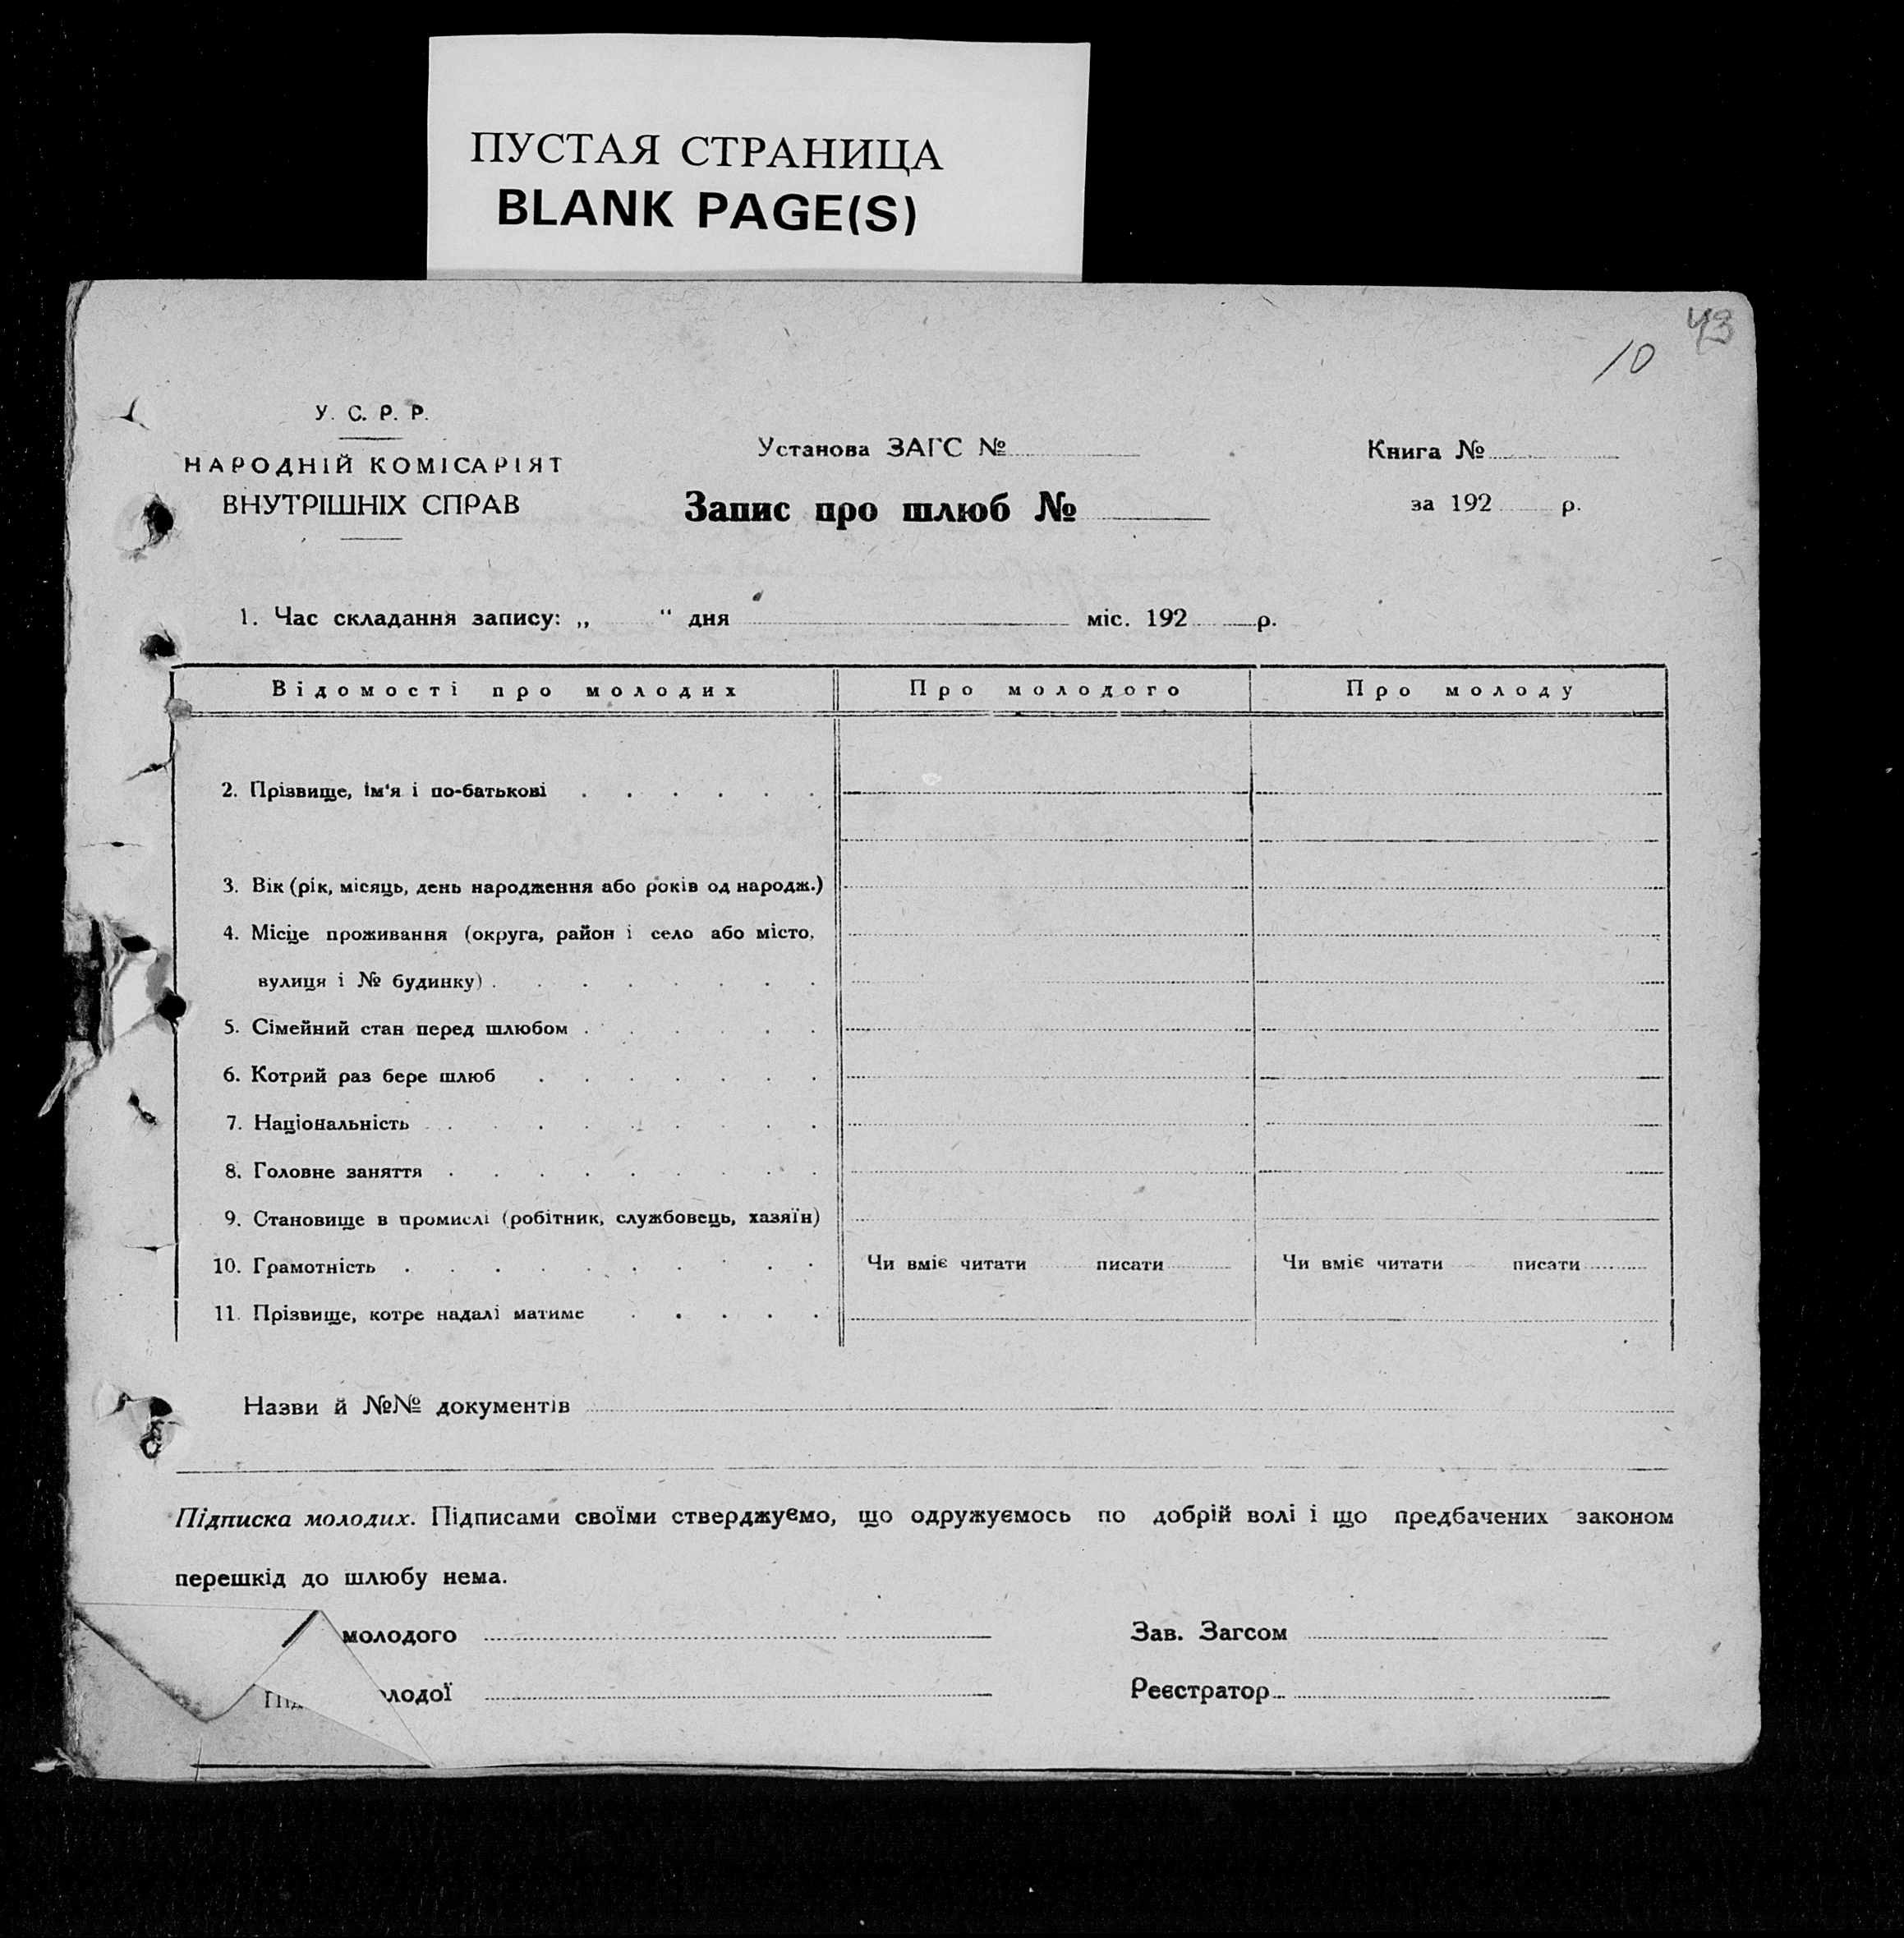 ПУСТАЯ СТРАНИЦА
BLANK PAGE(S)
43
10
У. С. Р. Р.
НАРОДНІЙ КОМІСАРІЯТ
ВНУТРІШНІХ СПРАВ
Установа ЗАГС №
Запис про шлюб №
Книга №
за 192 р.
1. Час складання запису: „ “ дня міс. 192 р.
Відомості про молодих Про молодого Про молоду
2. Прізвище, ім'я і по-батькові
3. Вік (рік, місяць, день народження або років од народж.)
4. Місце проживання (округа, район і село або місто,
вулиця і № будинку)
5. Сімейний стан перед шлюбом
6. Котрий раз бере шлюб
7. Національність
8. Головне заняття
9. Становище в промислі (робітник, службовець, хазяїн)
10. Грамотність Чи вміє читати писати Чи вміє читати писати
11. Прізвище, котре надалі матиме
Назви й №№ документів
Підписка молодих. Підписами своїми стверджуємо, що одружуємось по добрій волі і що предбачених законом
перешкід до шлюбу нема.
молодого Зав. Загсом
лодої Реєстратор